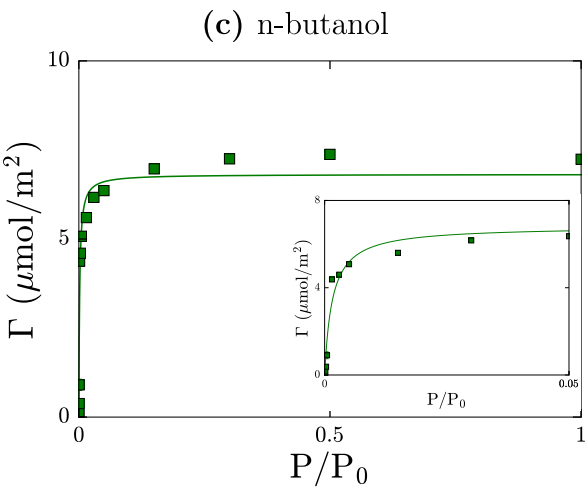 (c) n-butanol
10
5
0
Γ (μmol/m²)
0
0.5
1
P/P₀
8
4
0
Γ (μmol/m²)
0
0.05
P/P₀